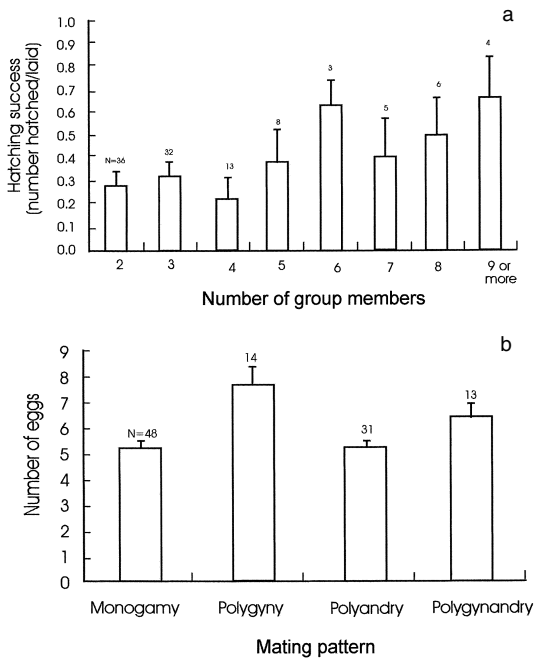 a
Hatching success
(number hatched/laid)
1.0
0.9
0.8
0.7
0.6
0.5
0.4
0.3
0.2
0.1
0.0
N=36
32
13
8
3
5
6
4
2
3
4
5
6
7
8
9 or
more
Number of group members
b
Number of eggs
9
8
7
6
5
4
3
2
1
0
N=48
14
31
13
Monogamy
Polygyny
Polyandry
Polygynandry
Mating pattern